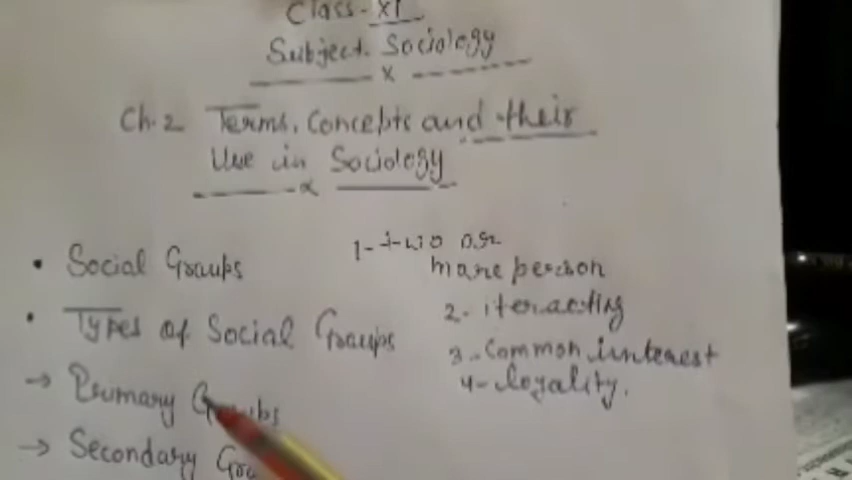 Class-XI
Subject. Sociology
x
Ch.2 Terms, Concepts and their
Use in Sociology
x
• Social Groups
1- two or
more person
2. iteracting
• Types of Social Groups
3. common interest
4- loyality.
→ Primary Groups
→ Secondary